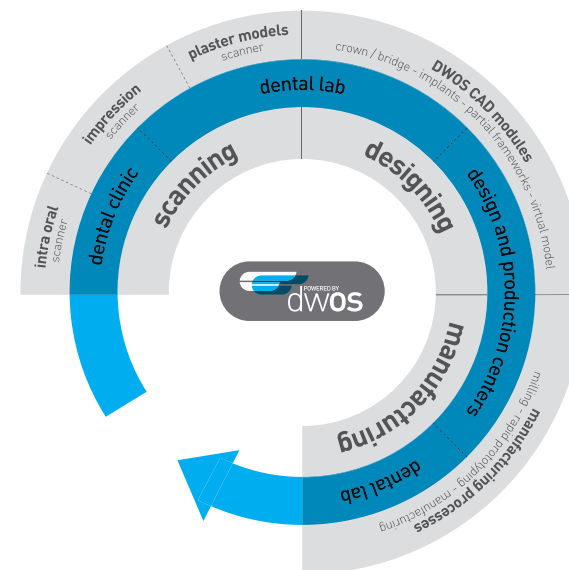 plaster models
scanner
impression
scanner
intra oral
scanner
DWOS CAD modules
crown / bridge - implants - partial frameworks - virtual model
dental lab
dental clinic
design and production centers
scanning
designing
POWERED BY
dwos
manufacturing
dental lab
milling - rapid prototyping - manufacturing
manufacturing processes